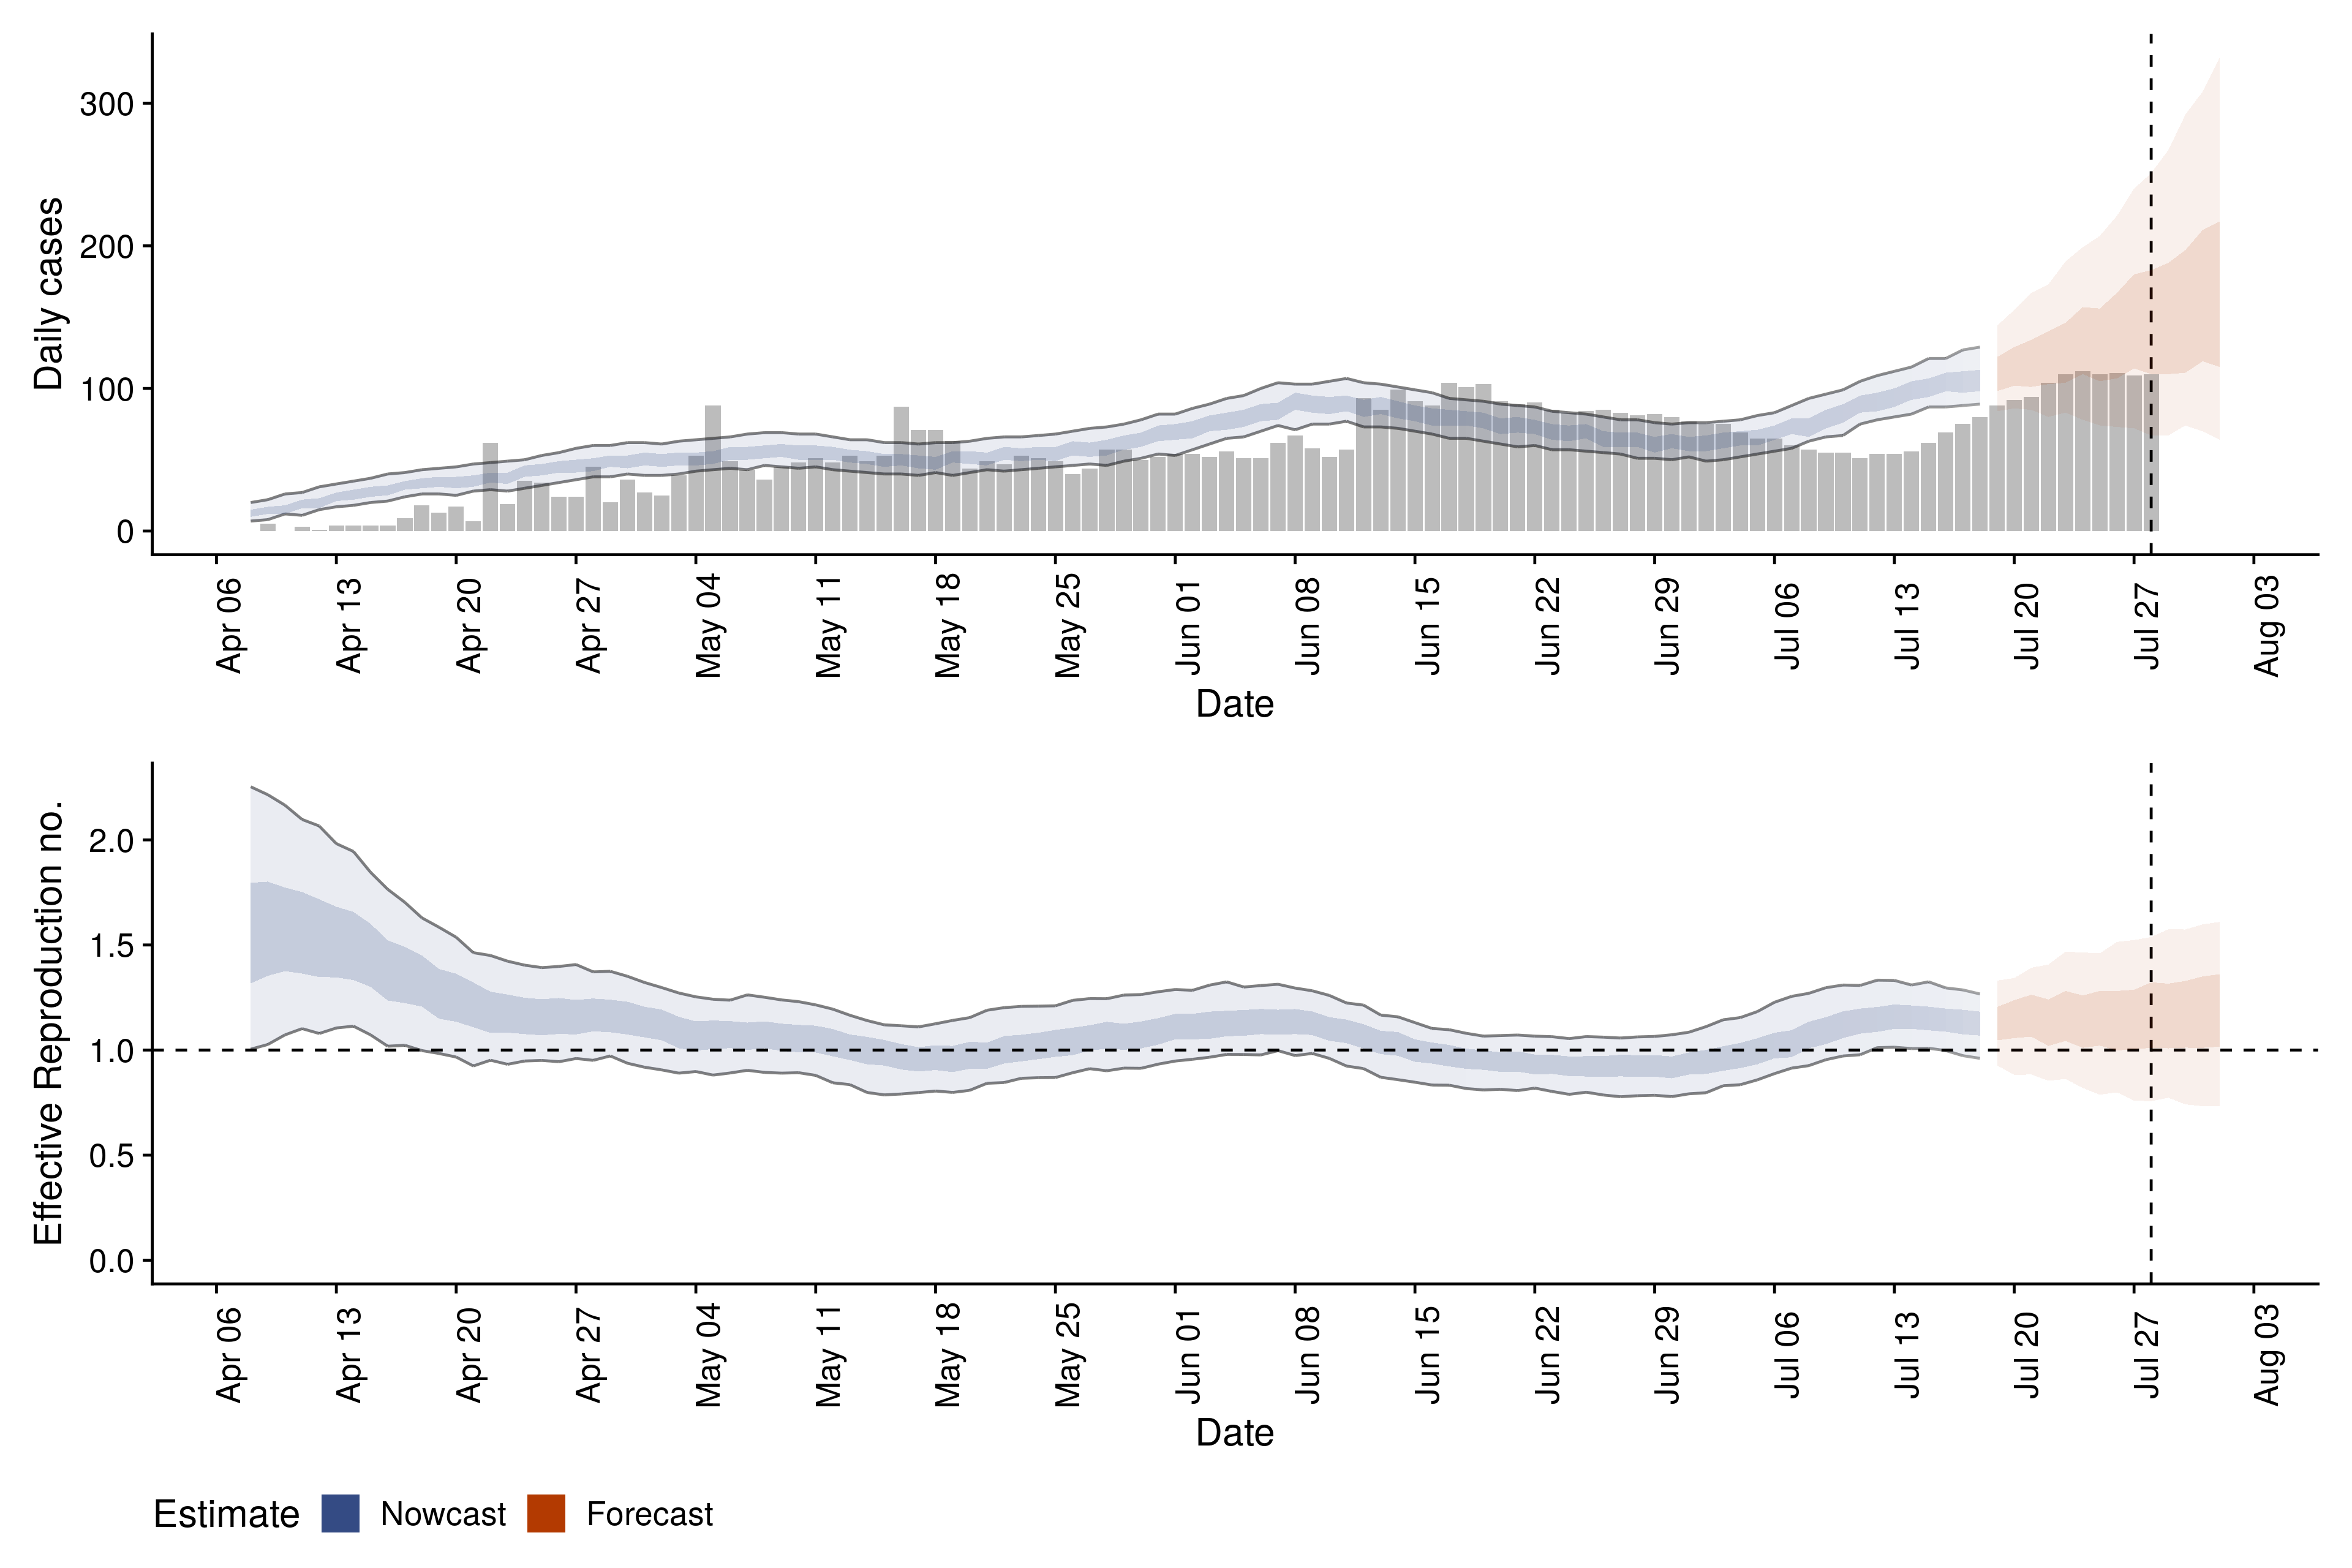 Daily cases
300
200
100
0
Apr 06
Apr 13
Apr 20
Apr 27
May 04
May 11
May 18
May 25
Jun 01
Jun 08
Jun 15
Jun 22
Jun 29
Jul 06
Jul 13
Jul 20
Jul 27
Aug 03
Date
Effective Reproduction no.
2.0
1.5
1.0
0.5
0.0
Apr 06
Apr 13
Apr 20
Apr 27
May 04
May 11
May 18
May 25
Jun 01
Jun 08
Jun 15
Jun 22
Jun 29
Jul 06
Jul 13
Jul 20
Jul 27
Aug 03
Date
Estimate Nowcast Forecast